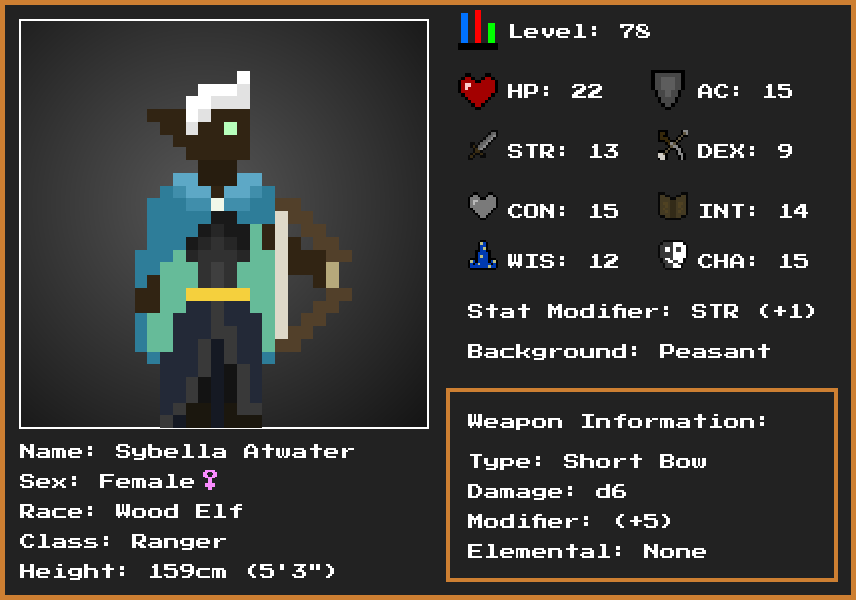 Level: 78
HP: 22 AC: 15
STR: 13 DEX: 9
CON: 15 INT: 14
WIS: 12 CHA: 15
Stat Modifier: STR (+1)
Background: Peasant
Weapon Information:
Type: Short Bow
Damage: d6
Modifier: (+5)
Elemental: None
Name: Sybella Atwater
Sex: Female♀
Race: Wood Elf
Class: Ranger
Height: 159cm (5'3")